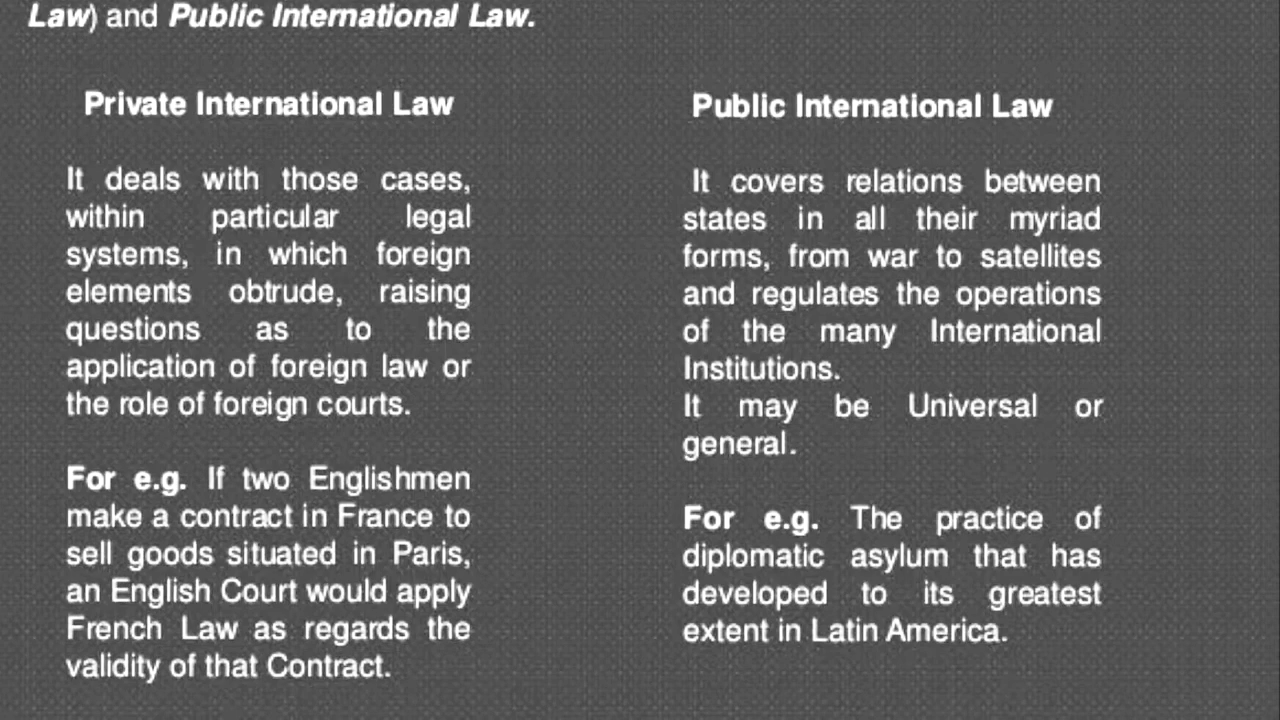 Law) and Public International Law.
Private International Law
It deals with those cases,
within particular legal
systems, in which foreign
elements obtrude, raising
questions as to the
application of foreign law or
the role of foreign courts.
For e.g. If two Englishmen
make a contract in France to
sell goods situated in Paris,
an English Court would apply
French Law as regards the
validity of that Contract.
Public International Law
It covers relations between
states in all their myriad
forms, from war to satellites
and regulates the operations
of the many International
Institutions.
It may be Universal or
general.
For e.g. The practice of
diplomatic asylum that has
developed to its greatest
extent in Latin America.